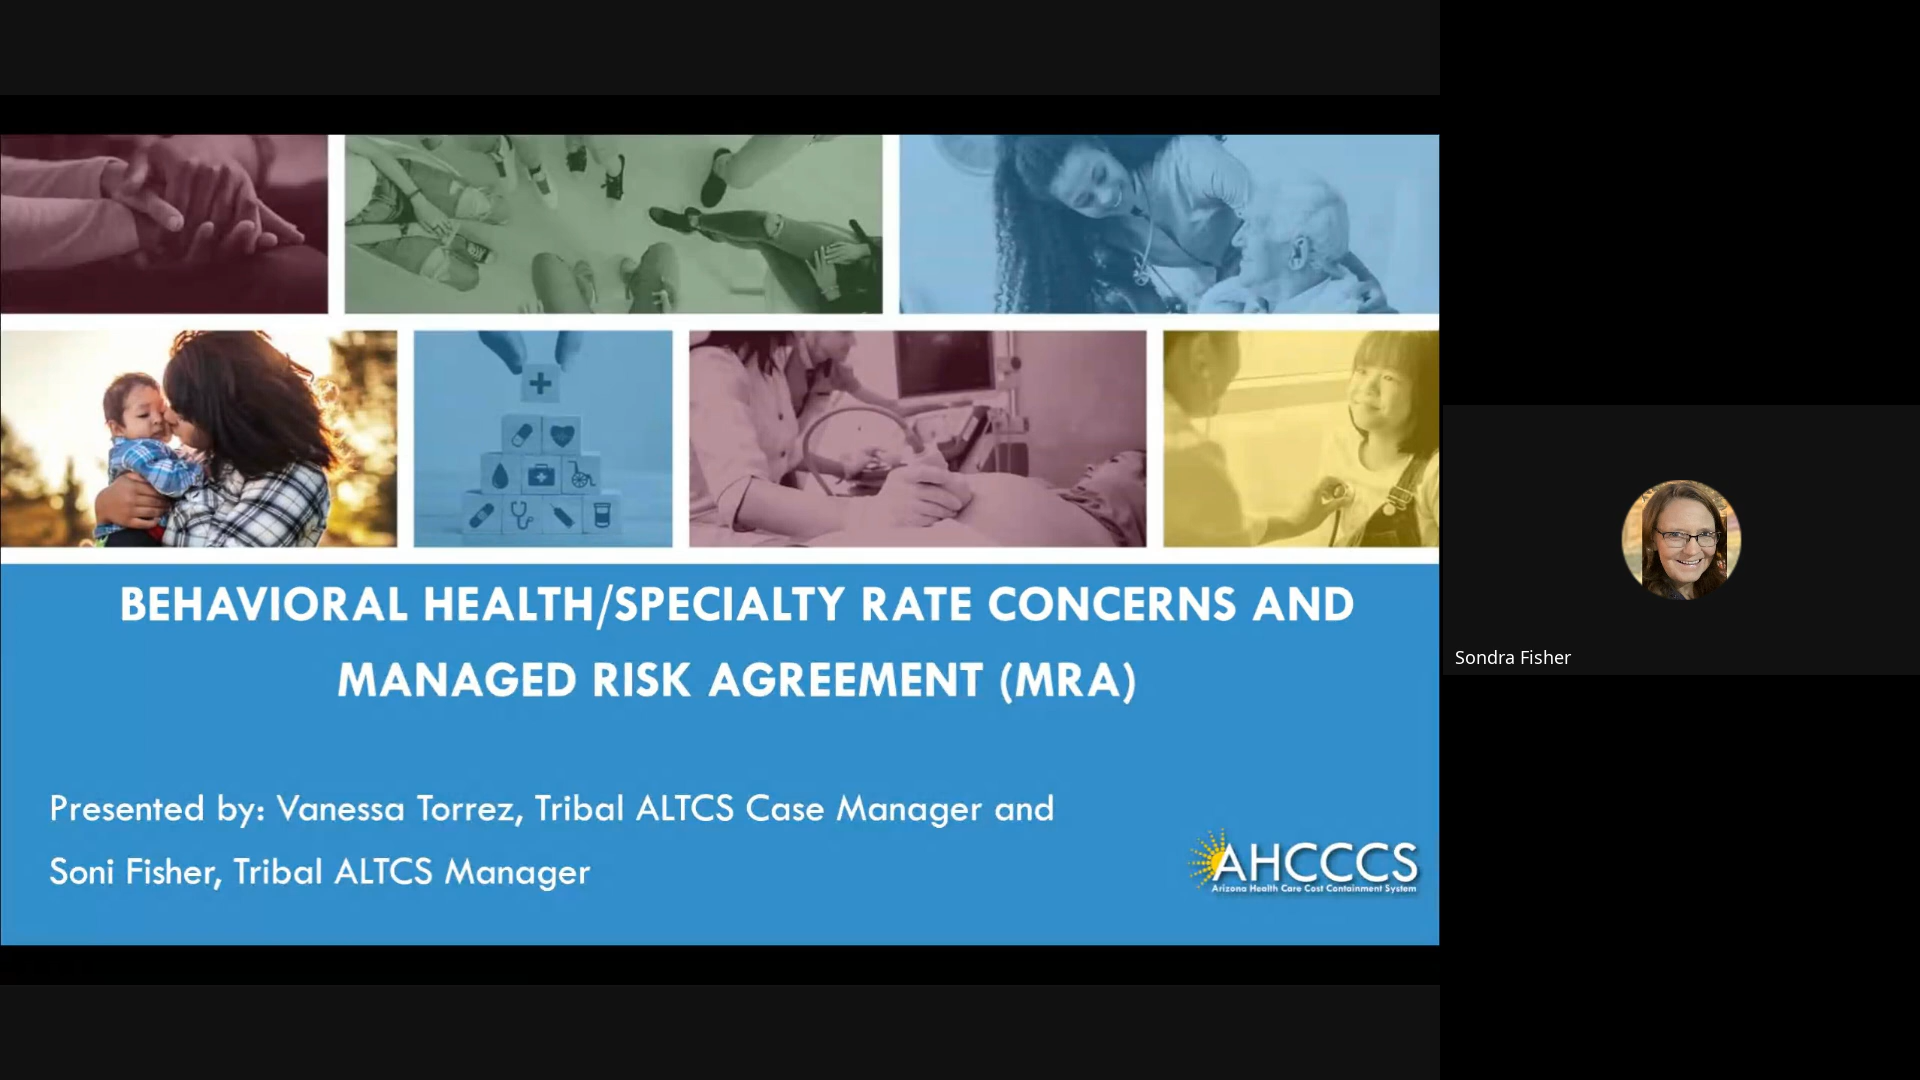 BEHAVIORAL HEALTH/SPECIALTY RATE CONCERNS AND
MANAGED RISK AGREEMENT (MRA)
Presented by: Vanessa Torrez, Tribal ALTCS Case Manager and
Soni Fisher, Tribal ALTCS Manager
AHCCCS
Arizona Health Care Cost Containment System
Sondra Fisher